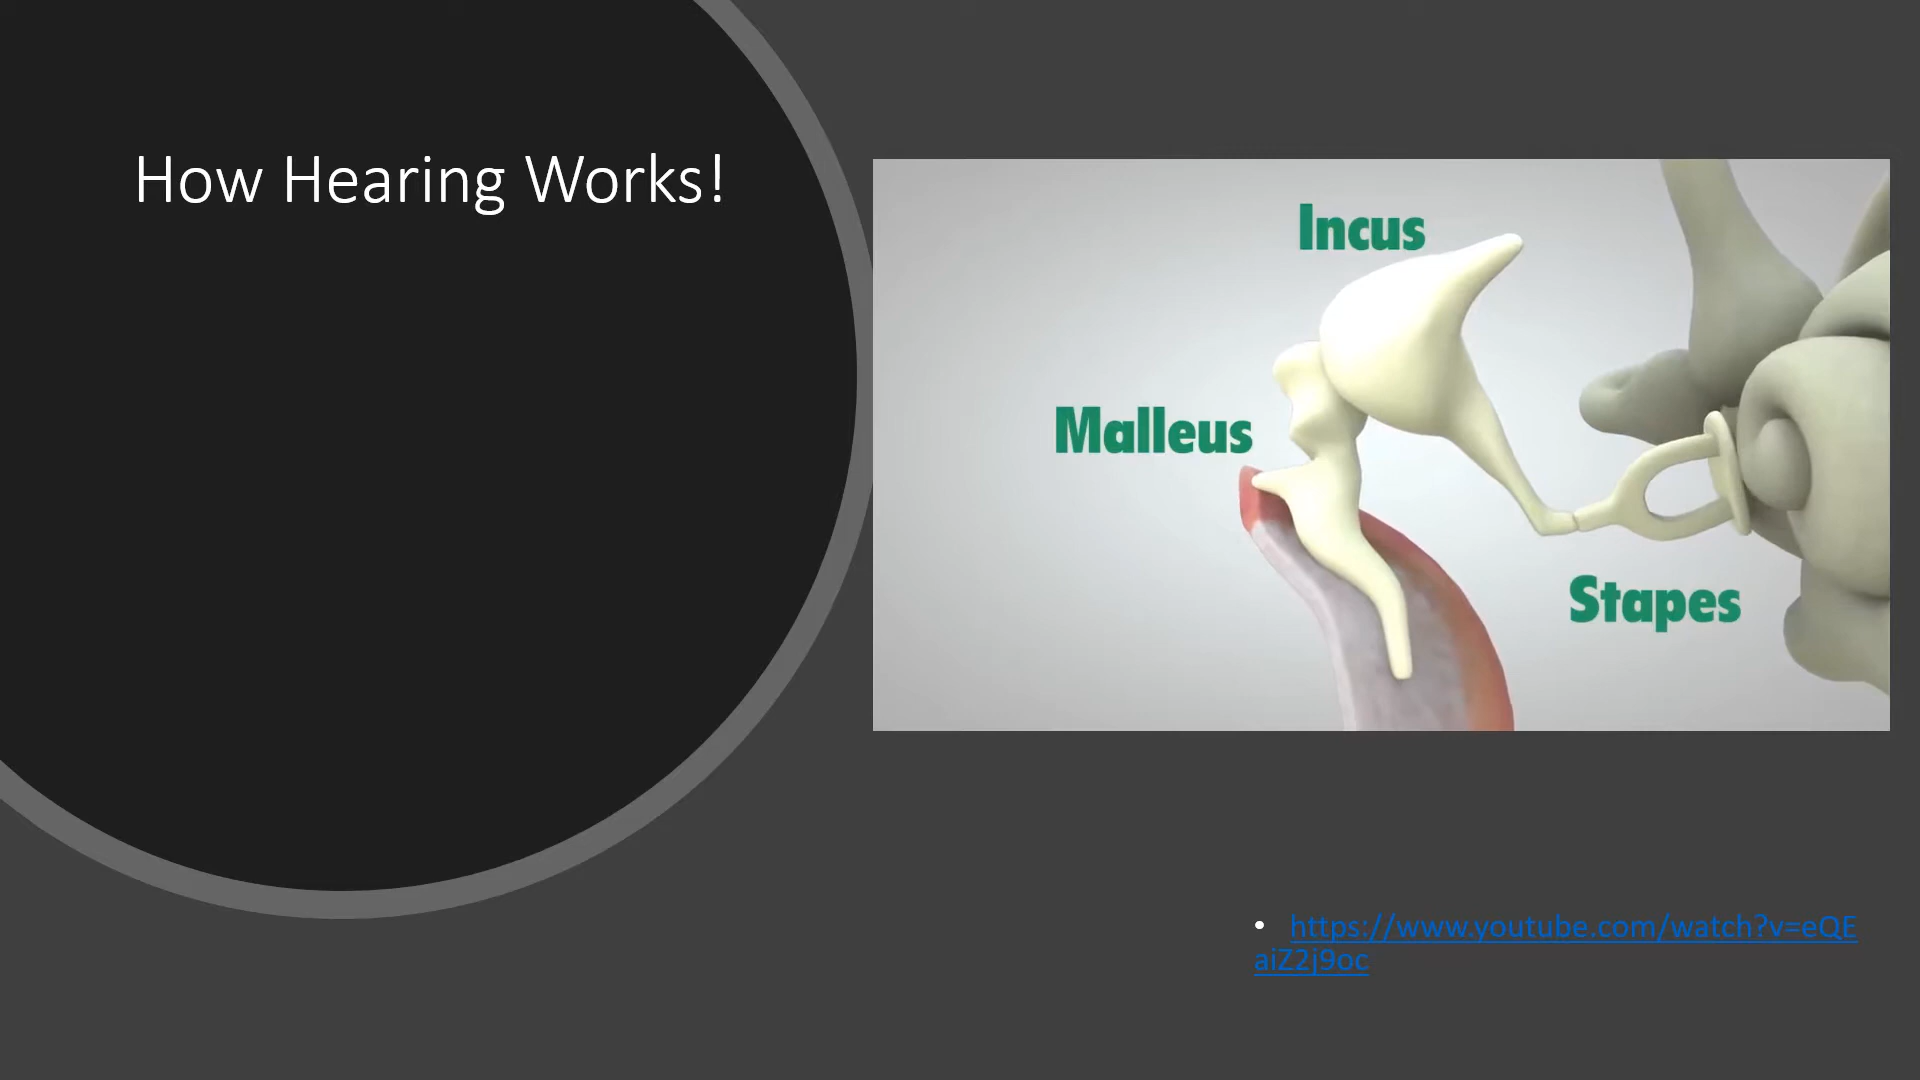 How Hearing Works!
Incus
Malleus
Stapes
• https://www.youtube.com/watch?v=eQE
aiZ2j9oc